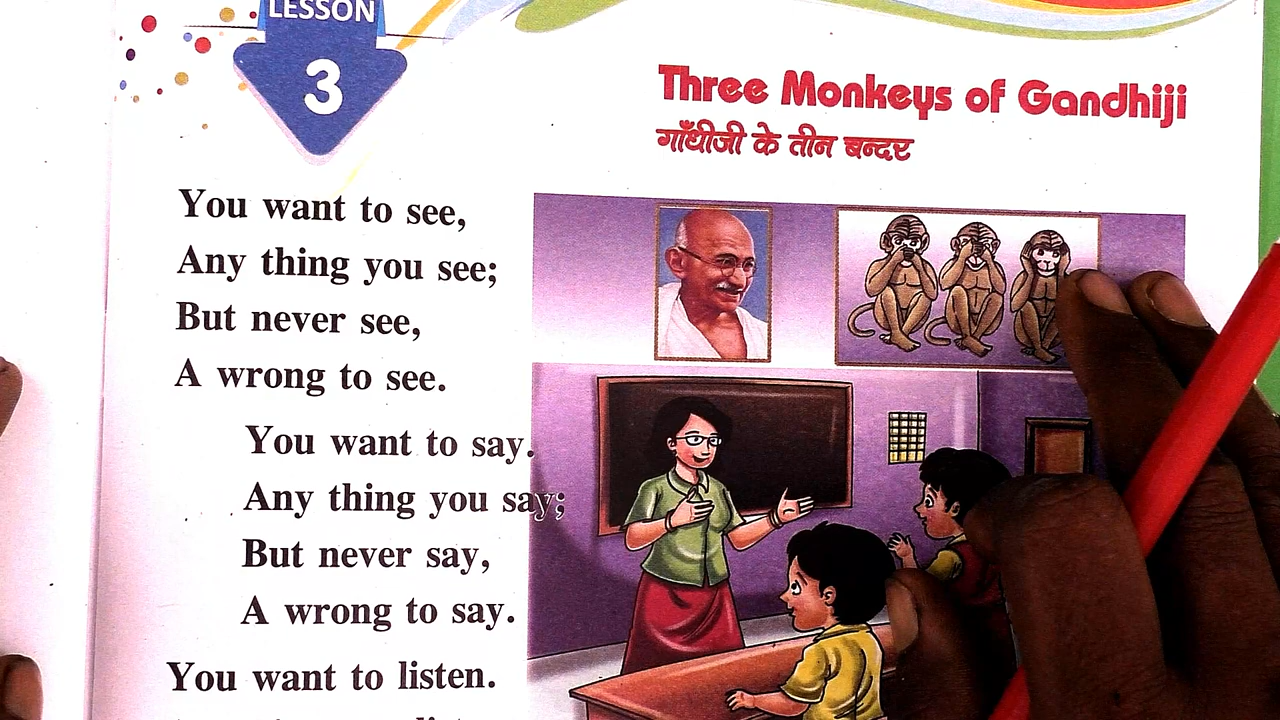 LESSON
3
Three Monkeys of Gandhiji
गाँधीजी के तीन बन्दर
You want to see,
Any thing you see;
But never see,
A wrong to see.
You want to say.
Any thing you say;
But never say,
A wrong to say.
You want to listen.